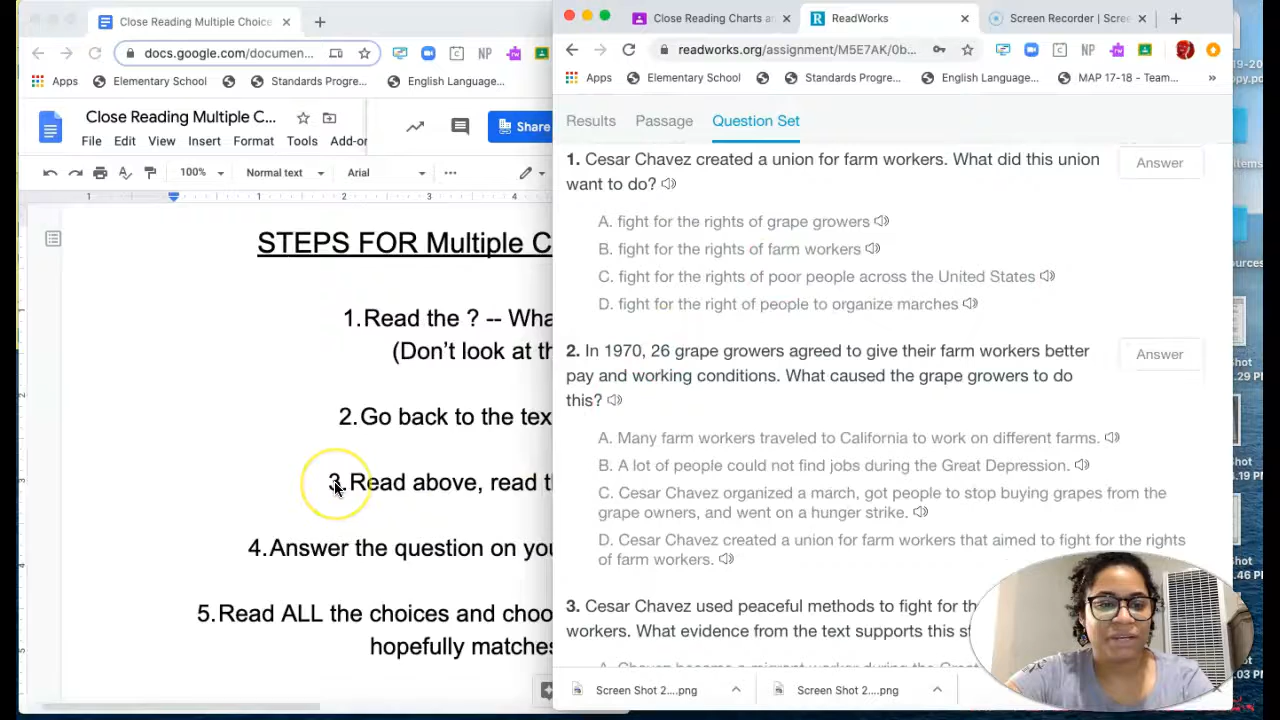 Close Reading Multiple Choice
docs.google.com/documen...
Apps
Elementary School
Standards Progre...
English Language...
Close Reading Multiple C...
File Edit View Insert Format Tools Add-or
Share
100%
Normal text
Arial
1 1 2 3 4
STEPS FOR Multiple C
1.Read the ? -- Wha
(Don't look at th
2.Go back to the tex
3.Read above, read t
4.Answer the question on you
5.Read ALL the choices and choo
hopefully matches
Close Reading Charts a
ReadWorks
Screen Recorder | Scree
readworks.org/assignment/M5E7AK/0b...
NP
Apps
Elementary School
Standards Progre...
English Language...
MAP 17-18 - Team...
Results Passage Question Set
1. Cesar Chavez created a union for farm workers. What did this union
want to do?
Answer
A. fight for the rights of grape growers
B. fight for the rights of farm workers
C. fight for the rights of poor people across the United States
D. fight for the right of people to organize marches
2. In 1970, 26 grape growers agreed to give their farm workers better
pay and working conditions. What caused the grape growers to do
this?
Answer
A. Many farm workers traveled to California to work on different farms.
B. A lot of people could not find jobs during the Great Depression.
C. Cesar Chavez organized a march, got people to stop buying grapes from the
grape owners, and went on a hunger strike.
D. Cesar Chavez created a union for farm workers that aimed to fight for the rights
of farm workers.
3. Cesar Chavez used peaceful methods to fight for th
workers. What evidence from the text supports this st
Screen Shot 2....png
Screen Shot 2....png